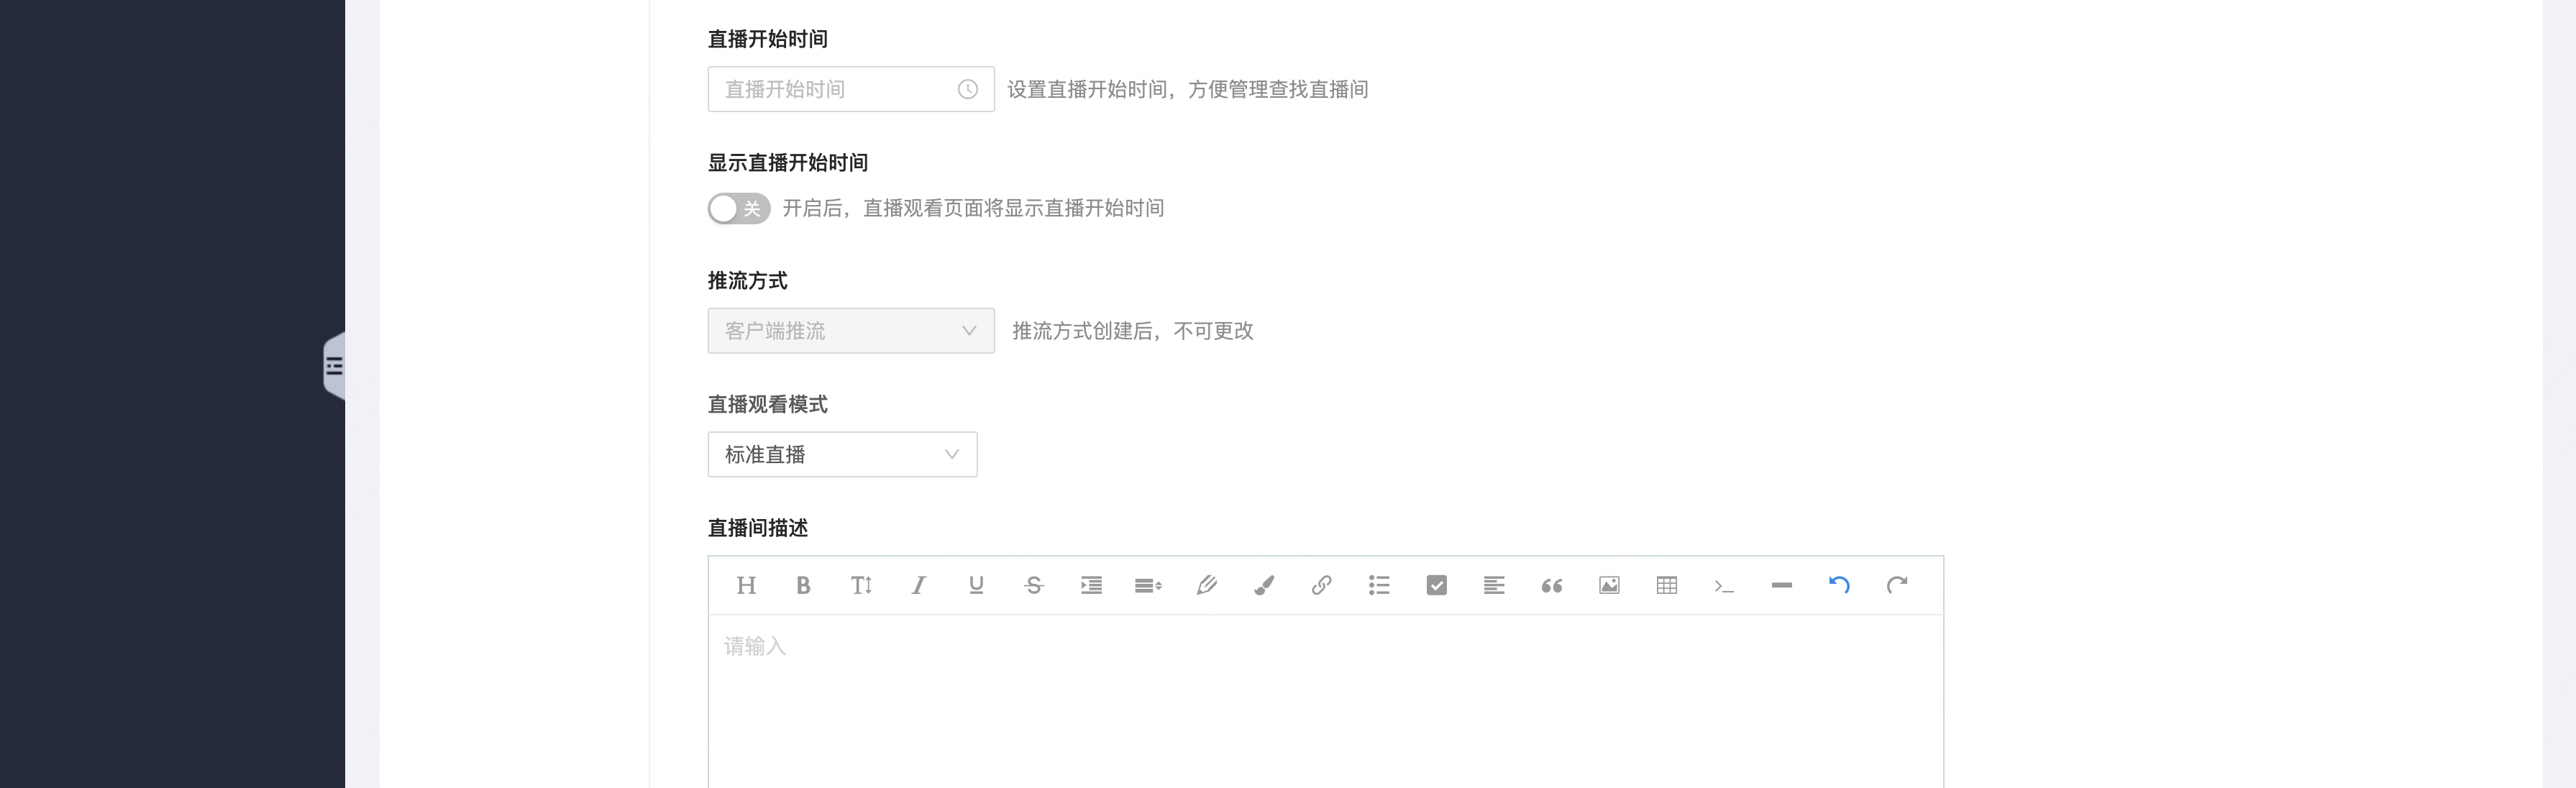 直播开始时间
直播开始时间 设置直播开始时间，方便管理查找直播间
显示直播开始时间
关 开启后，直播观看页面将显示直播开始时间
推流方式
客户端推流 推流方式创建后，不可更改
直播观看模式
标准直播
直播间描述
请输入